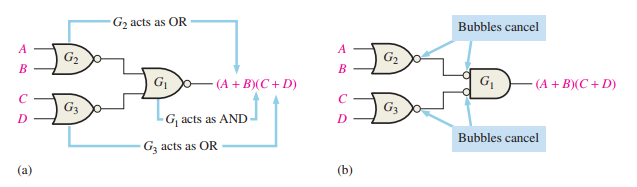 G2 acts as OR
A
B
G2
C
D
G3
G1
(A + B)(C + D)
G1 acts as AND
G3 acts as OR
(a)
Bubbles cancel
A
B
G2
C
D
G3
G1
(A + B)(C + D)
Bubbles cancel
(b)